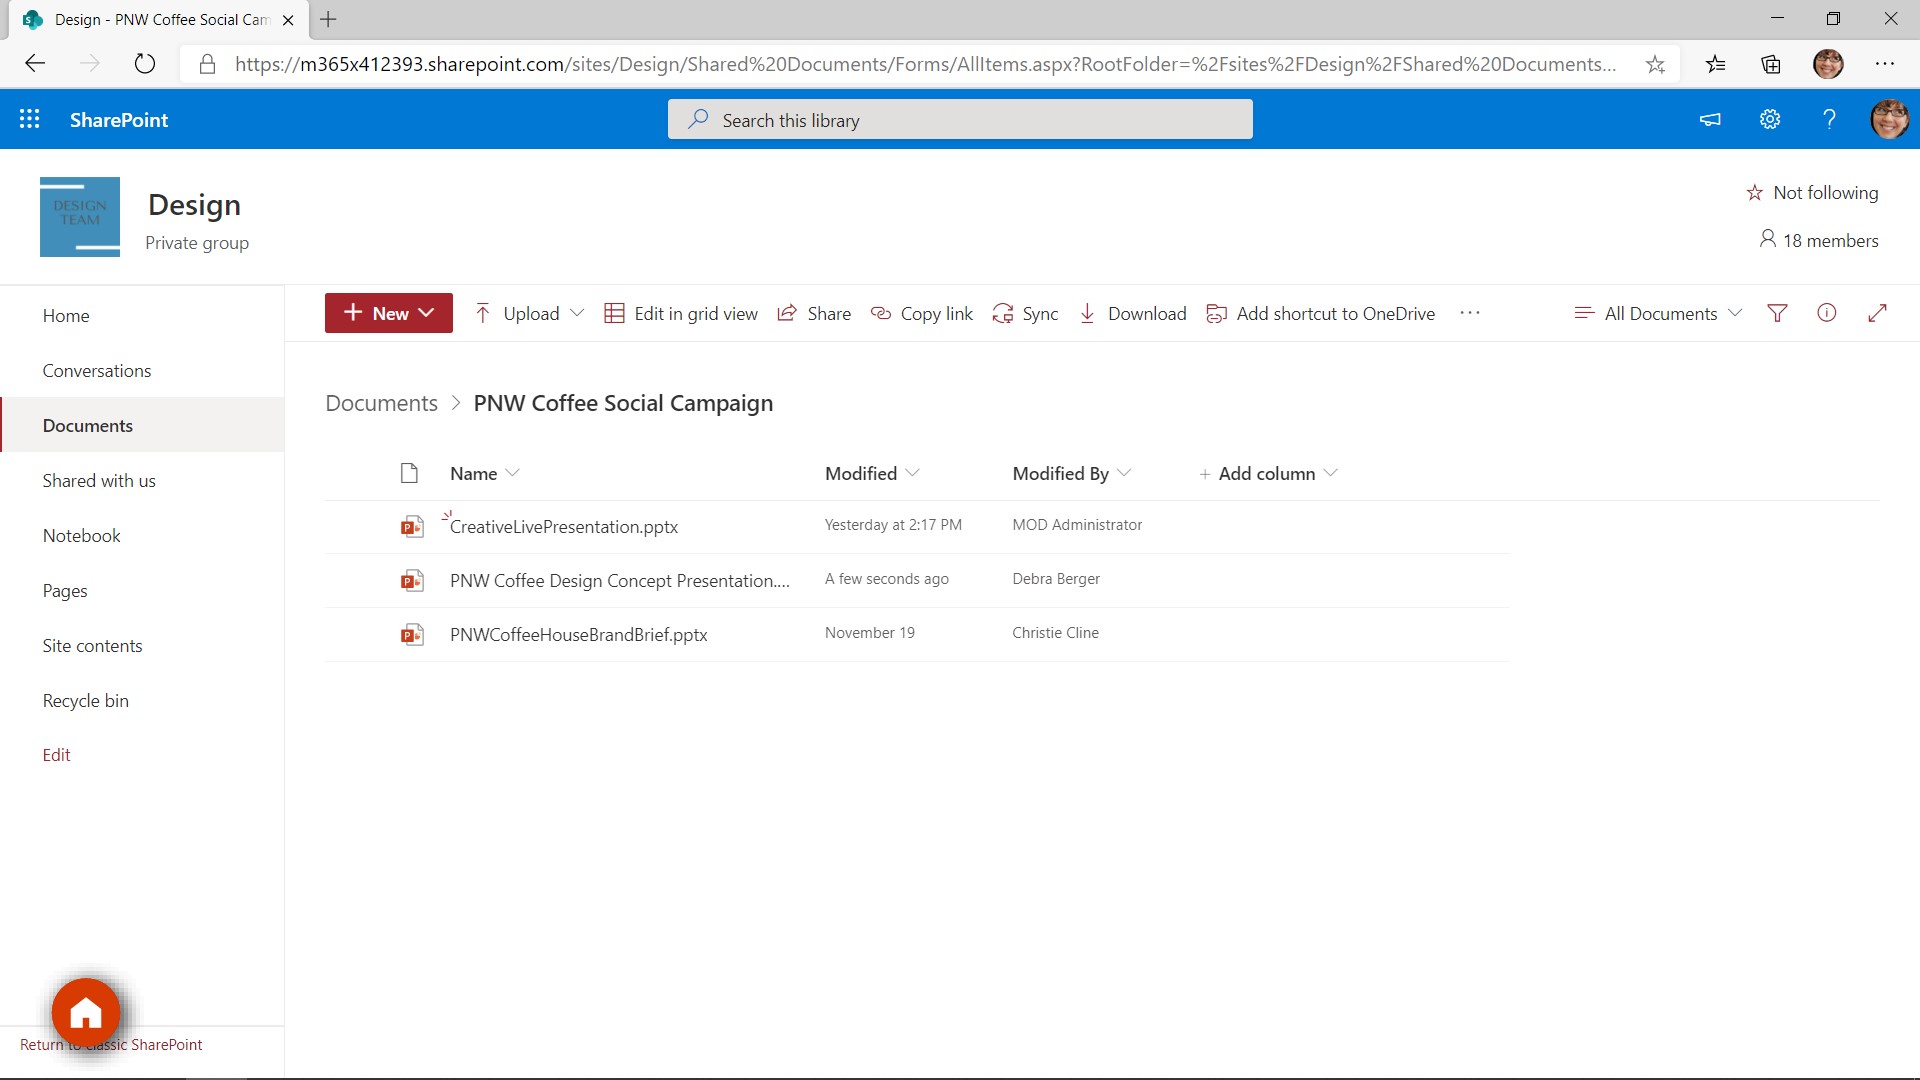 Design - PNW Coffee Social Cam
https://m365x412393.sharepoint.com/sites/Design/Shared%20Documents/Forms/AllItems.aspx?RootFolder=%2Fsites%2FDesign%2FShared%20Documents...
SharePoint
Search this library
DESIGN
TEAM
Design
Private group
Not following
18 members
Home
Conversations
Documents
Shared with us
Notebook
Pages
Site contents
Recycle bin
Edit
Return to classic SharePoint
New Upload Edit in grid view Share Copy link Sync Download Add shortcut to OneDrive ... All Documents
Documents > PNW Coffee Social Campaign
Name Modified Modified By + Add column
CreativeLivePresentation.pptx Yesterday at 2:17 PM MOD Administrator
PNW Coffee Design Concept Presentation.... A few seconds ago Debra Berger
PNWCoffeeHouseBrandBrief.pptx November 19 Christie Cline